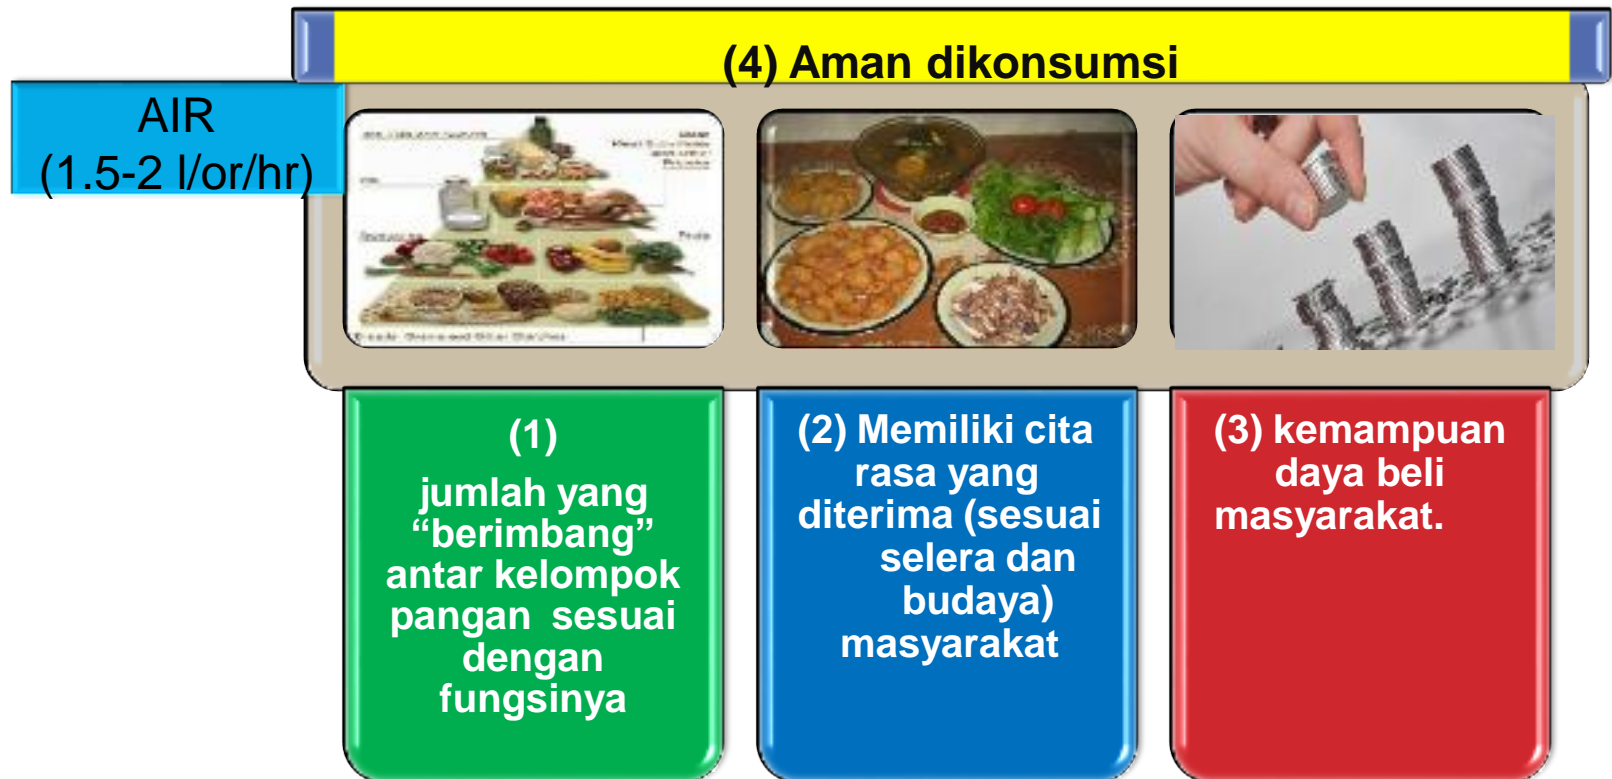 (4) Aman dikonsumsi
AIR
(1.5-2 l/or/hr)
(1)
jumlah yang
“berimbang”
antar kelompok
pangan sesuai
dengan
fungsinya
(2) Memiliki cita
rasa yang
diterima (sesuai
selera dan
budaya)
masyarakat
(3) kemampuan
daya beli
masyarakat.